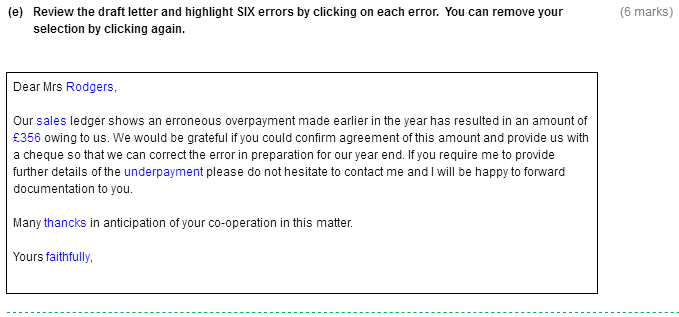 (e) Review the draft letter and highlight SIX errors by clicking on each error. You can remove your (6 marks)
selection by clicking again.
Dear Mrs Rodgers,
Our sales ledger shows an erroneous overpayment made earlier in the year has resulted in an amount of
£356 owing to us. We would be grateful if you could confirm agreement of this amount and provide us with
a cheque so that we can correct the error in preparation for our year end. If you require me to provide
further details of the underpayment please do not hesitate to contact me and I will be happy to forward
documentation to you.
Many thancks in anticipation of your co-operation in this matter.
Yours faithfully,